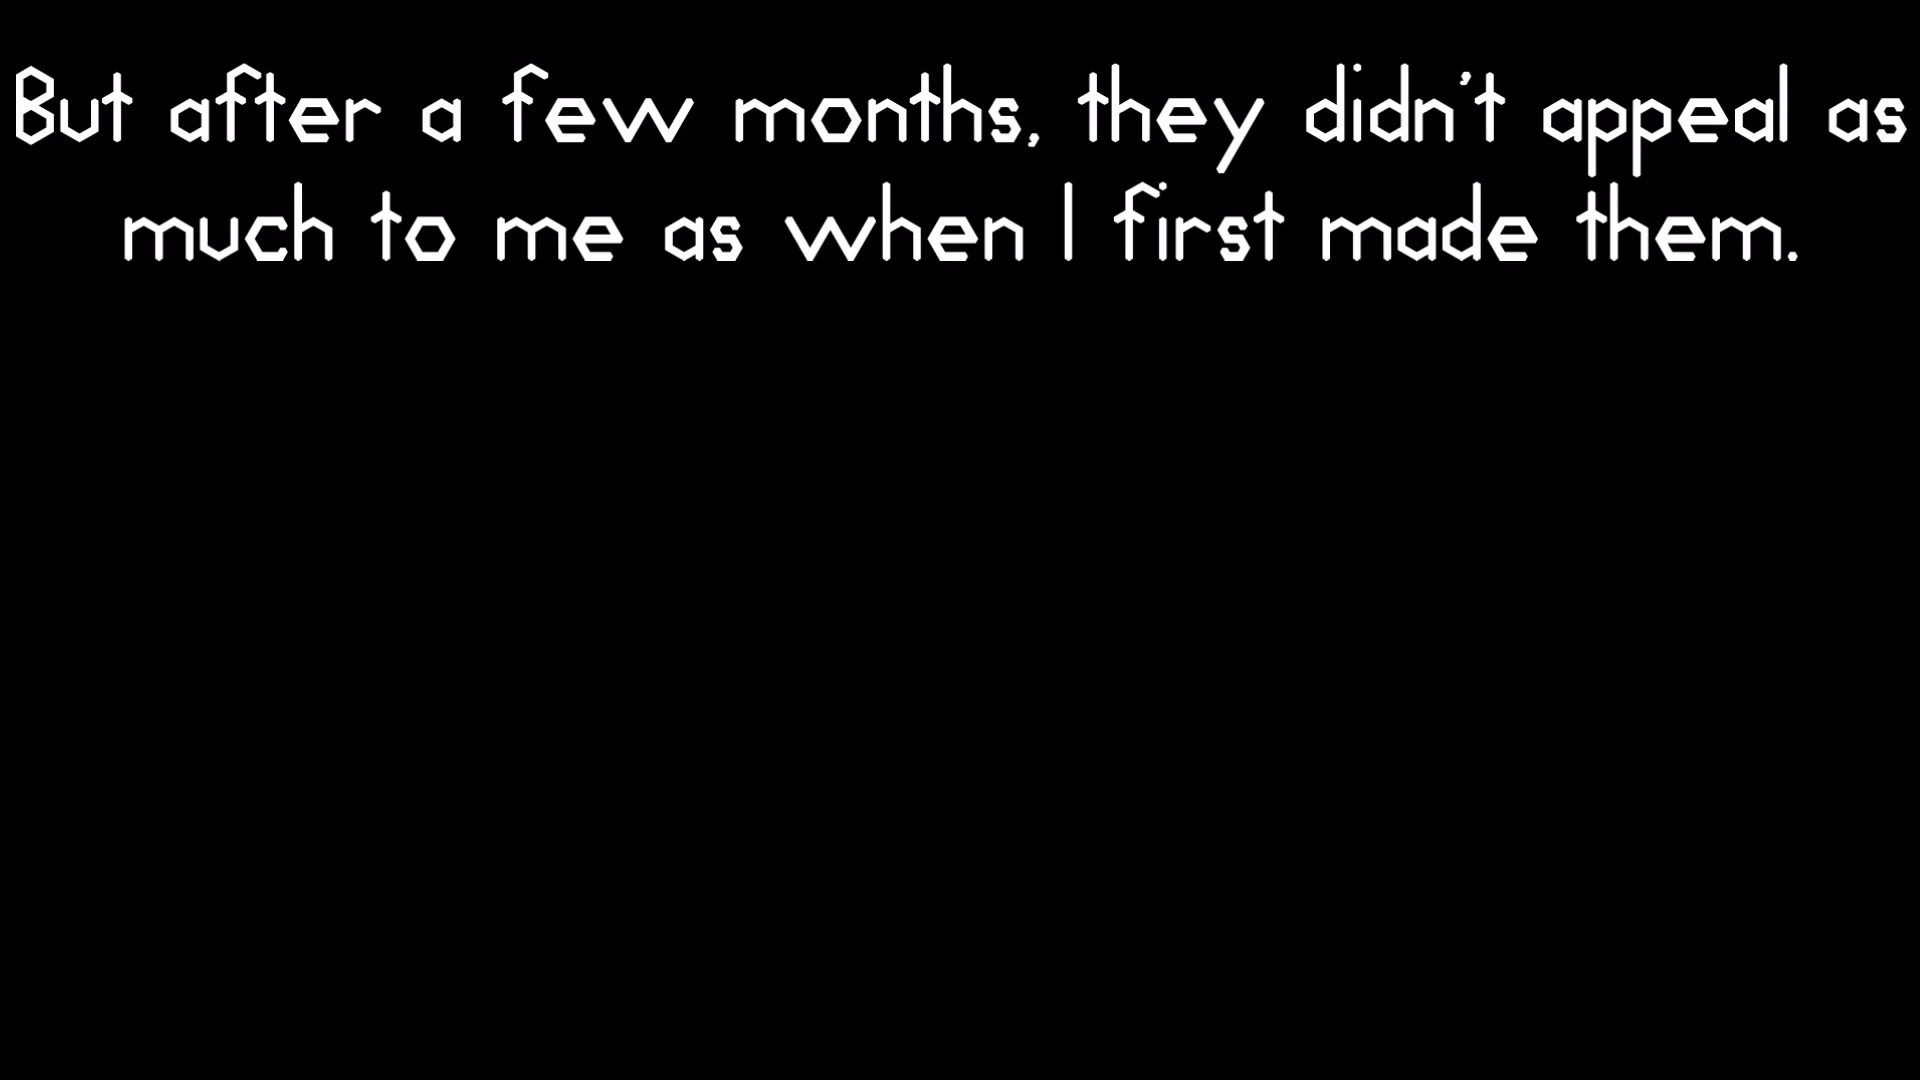 But after a few months, they didn't appeal as
much to me as when I first made them.